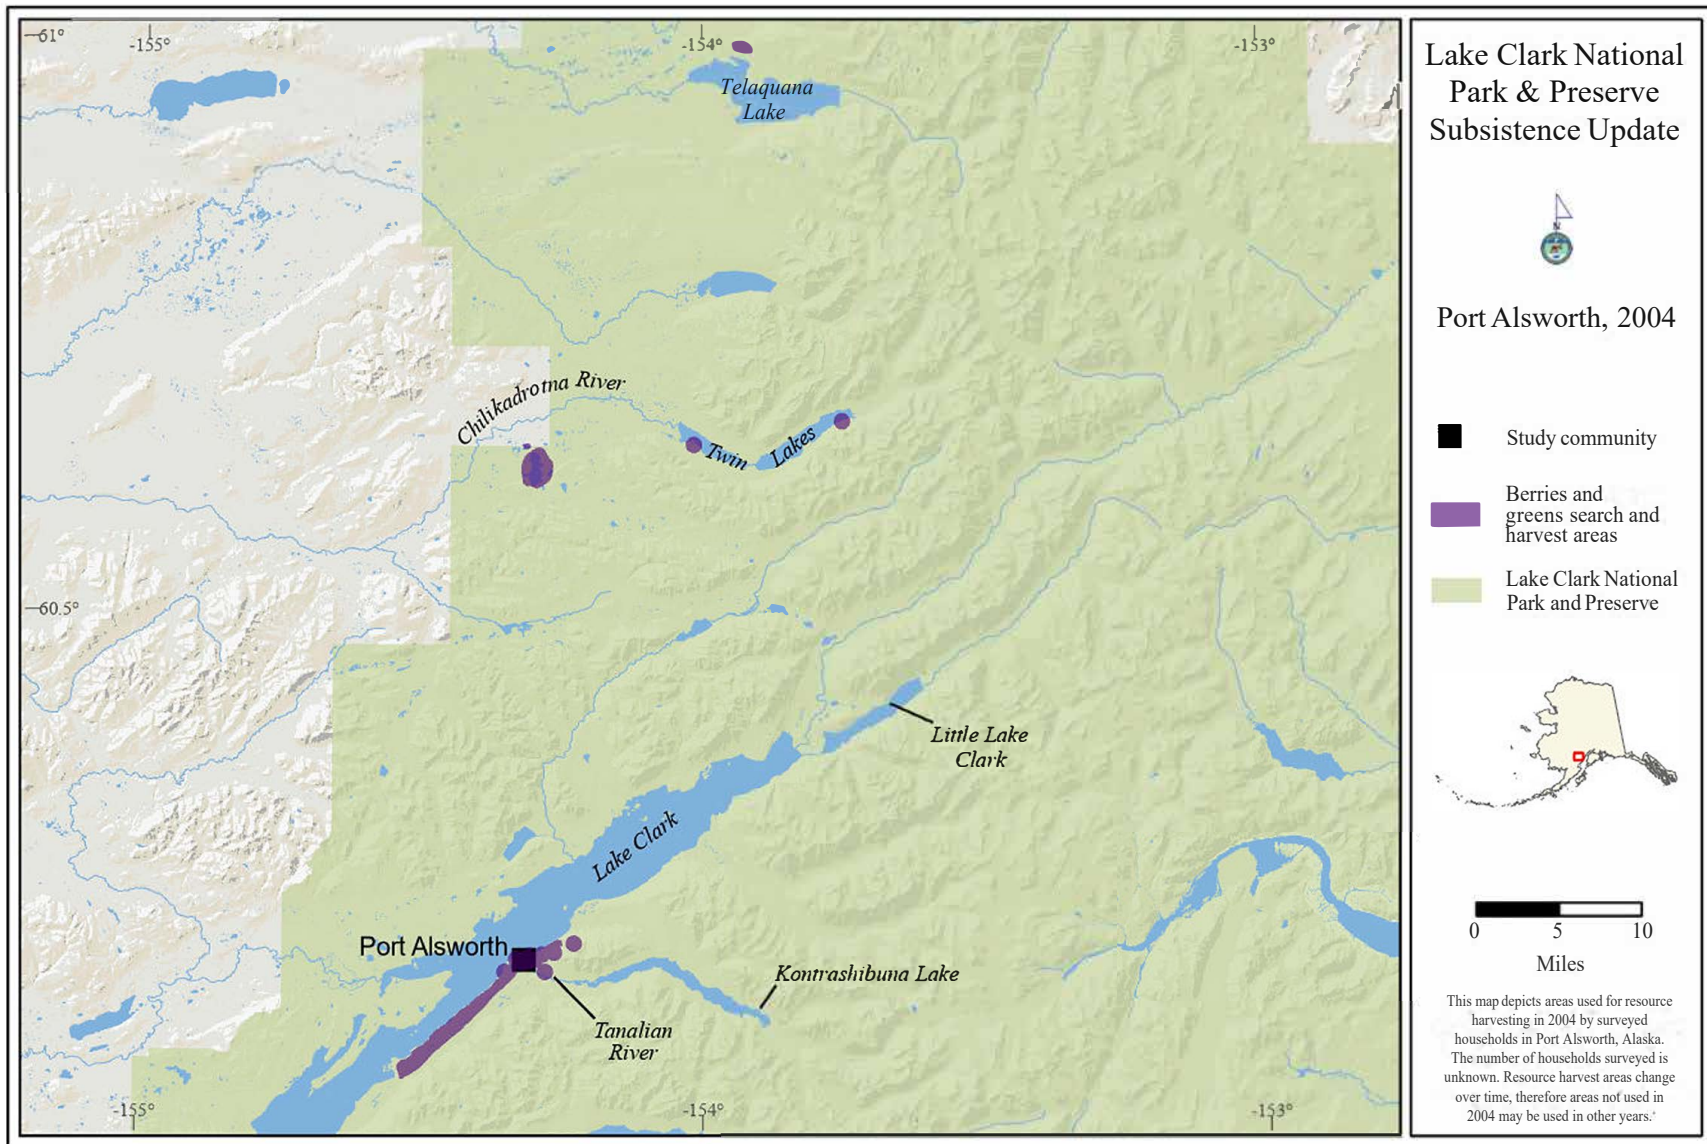 61°
-155°
-154°
-153°
Telaquana
Lake
Chilikadrotna River
Twin
Lakes
60.5°
Little Lake
Clark
Lake Clark
Port Alsworth
Kontrashibuna Lake
Tanalian
River
-155°
-154°
-153°
Lake Clark National
Park & Preserve
Subsistence Update
N
Port Alsworth, 2004
Study community
Berries and
greens search and
harvest areas
Lake Clark National
Park and Preserve
0 5 10
Miles
This map depicts areas used for resource
harvesting in 2004 by surveyed
households in Port Alsworth, Alaska.
The number of households surveyed is
unknown. Resource harvest areas change
over time, therefore areas not used in
2004 may be used in other years.